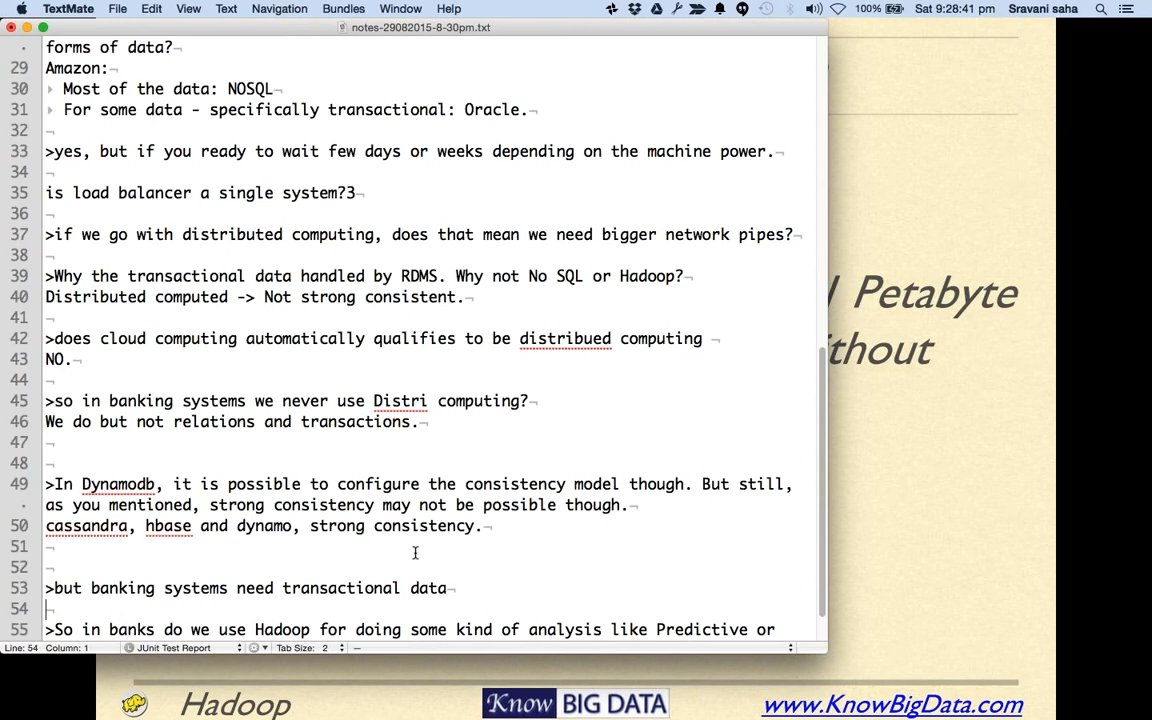 TextMate File Edit View Text Navigation Bundles Window Help 100% Sat 9:28:41 pm Sravani saha
notes-29082015-8-30pm.txt
· forms of data?¬
29 Amazon:¬
30 ‣ Most of the data: NOSQL¬
31 ‣ For some data - specifically transactional: Oracle.¬
32 ¬
33 >yes, but if you ready to wait few days or weeks depending on the machine power.¬
34 ¬
35 is load balancer a single system?3¬
36 ¬
37 >if we go with distributed computing, does that mean we need bigger network pipes?¬
38 ¬
39 >Why the transactional data handled by RDMS. Why not No SQL or Hadoop?¬
40 Distributed computed -> Not strong consistent.¬
41 ¬
42 >does cloud computing automatically qualifies to be distribued computing ¬
43 NO.¬
44 ¬
45 >so in banking systems we never use Distri computing?¬
46 We do but not relations and transactions.¬
47 ¬
48 ¬
49 >In Dynamodb, it is possible to configure the consistency model though. But still,
· as you mentioned, strong consistency may not be possible though.¬
50 cassandra, hbase and dynamo, strong consistency.¬
51 ¬
52 ¬
53 >but banking systems need transactional data¬
54 ¬
55 >So in banks do we use Hadoop for doing some kind of analysis like Predictive or
Line: 54 Column: 1 JUnit Test Report Tab Size: 2 —
Petabyte
ithout
Hadoop Know BIG DATA www.KnowBigData.com